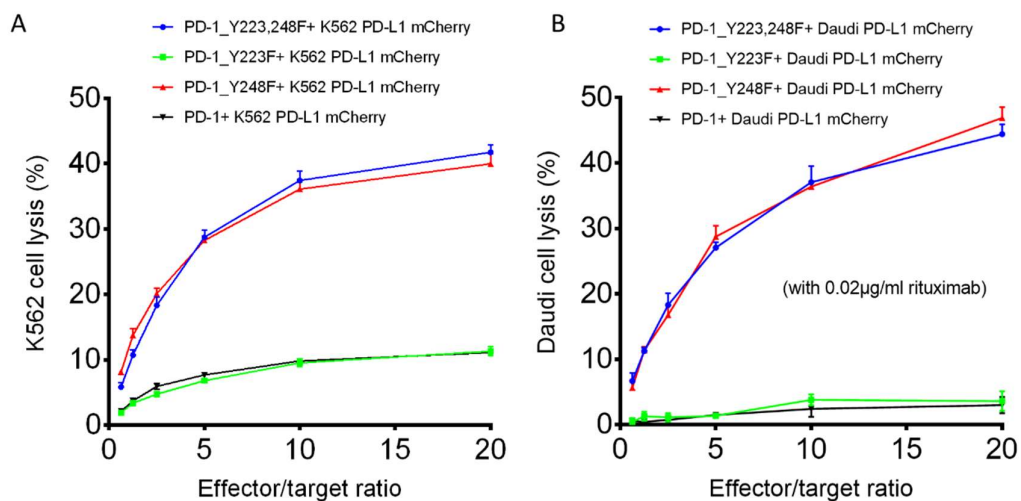 A
PD-1_Y223,248F+ K562 PD-L1 mCherry
PD-1_Y223F+ K562 PD-L1 mCherry
PD-1_Y248F+ K562 PD-L1 mCherry
PD-1+ K562 PD-L1 mCherry
K562 cell lysis (%)
50
40
30
20
10
0
0
5
10
15
20
Effector/target ratio
B
PD-1_Y223,248F+ Daudi PD-L1 mCherry
PD-1_Y223F+ Daudi PD-L1 mCherry
PD-1_Y248F+ Daudi PD-L1 mCherry
PD-1+ Daudi PD-L1 mCherry
Daudi cell lysis (%)
50
40
30
20
10
0
(with 0.02µg/ml rituximab)
0
5
10
15
20
Effector/target ratio